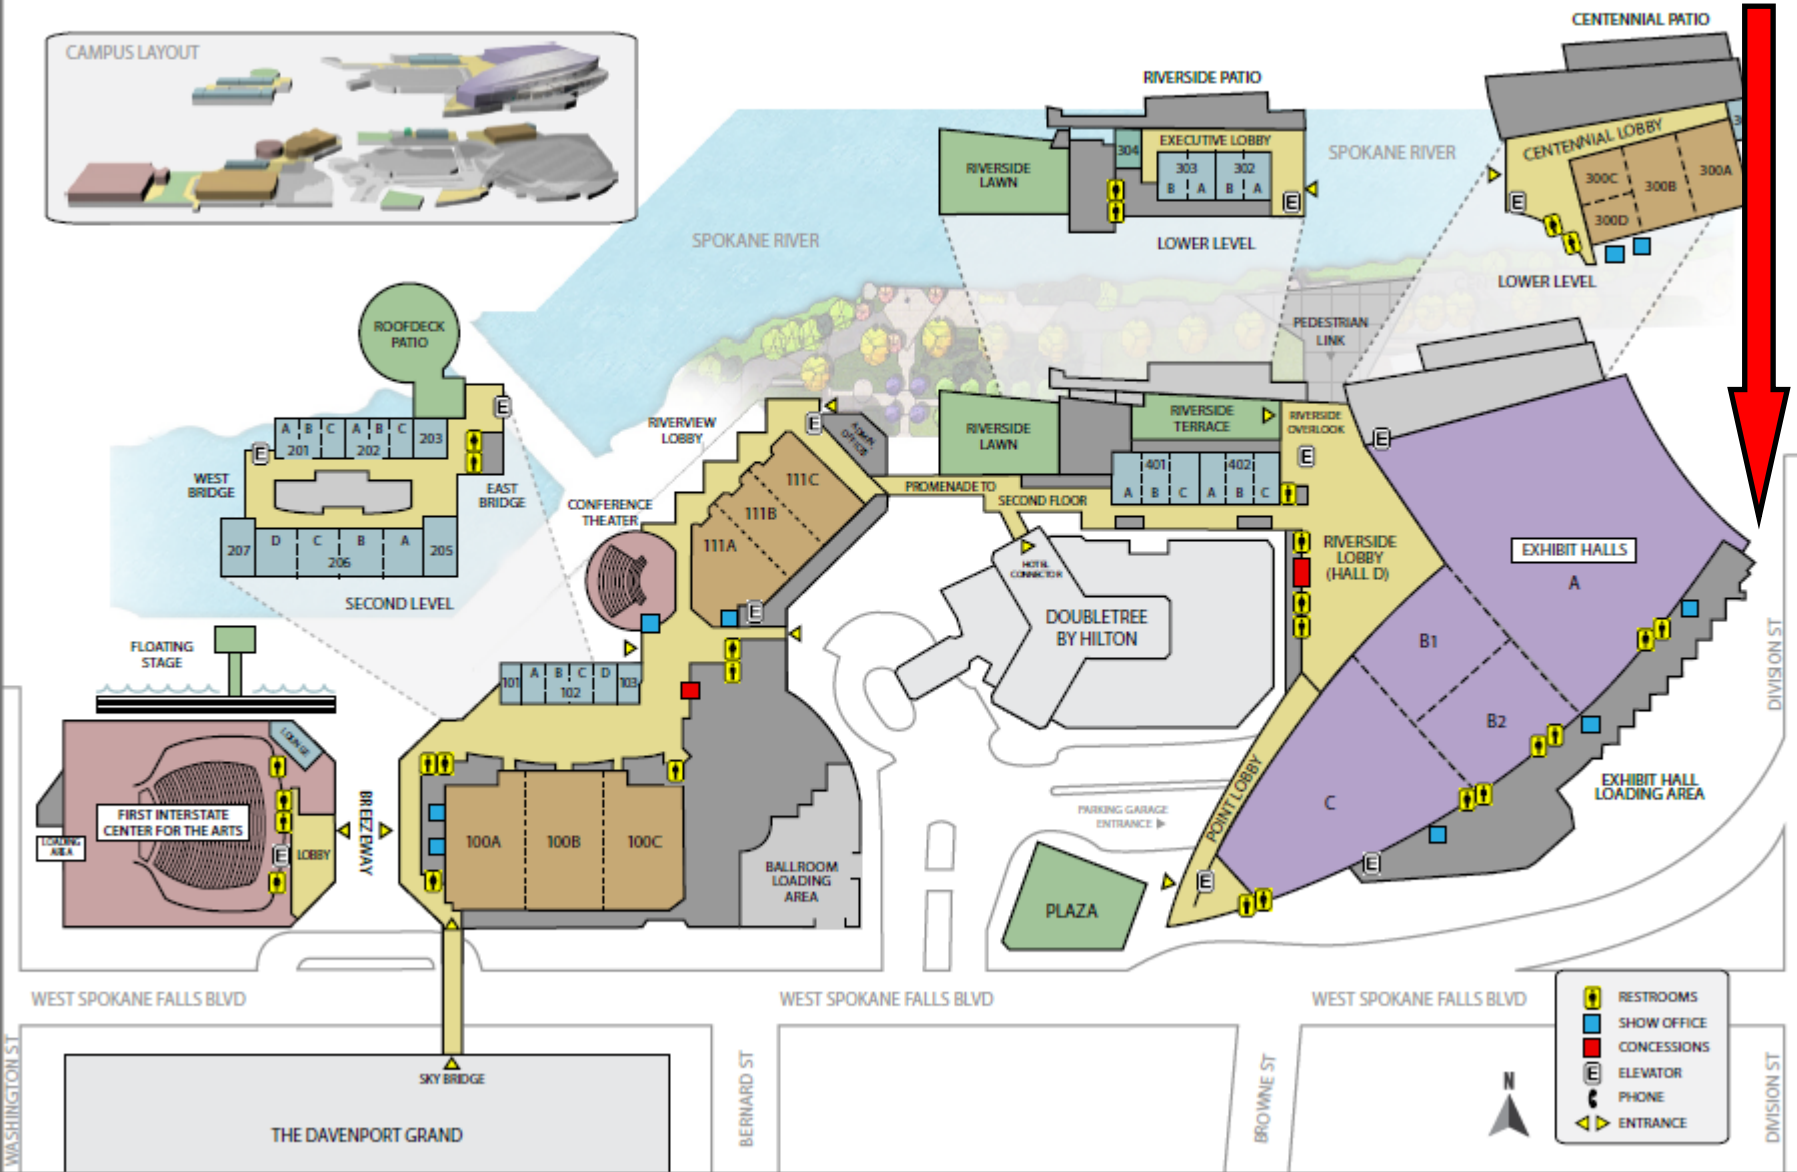 CAMPUS LAYOUT
CENTENNIAL PATIO
RIVERSIDE PATIO
EXECUTIVE LOBBY
304
303
302
B A
B A
RIVERSIDE
LAWN
LOWER LEVEL
SPOKANE RIVER
CENTENNIAL LOBBY
300C
300B
300A
300D
E
E
LOWER LEVEL
SPOKANE RIVER
PEDESTRIAN
LINK
ROOFDECK
PATIO
E
A B C A B C
201
202
203
E
WEST
BRIDGE
EAST
BRIDGE
207
D C B A
206
205
SECOND LEVEL
RIVERVIEW
LOBBY
E
ADMIN
OFFICE
111C
111B
111A
E
CONFERENCE
THEATER
RIVERSIDE
LAWN
RIVERSIDE
TERRACE
RIVERSIDE
OVERLOOK
E
E
401
402
A B C A B C
PROMENADE TO
SECOND FLOOR
HOTEL
CONNECTOR
DOUBLETREE
BY HILTON
RIVERSIDE
LOBBY
(HALL D)
EXHIBIT HALLS
A
B1
B2
C
DIVISION ST
EXHIBIT HALL
LOADING AREA
POINT LOBBY
E
E
PARKING GARAGE
ENTRANCE
PLAZA
FLOATING
STAGE
101
A B C D
102
103
LOUNGE
FIRST INTERSTATE
CENTER FOR THE ARTS
LOADING
AREA
E
LOBBY
BREEZEWAY
100A
100B
100C
BALLROOM
LOADING
AREA
WEST SPOKANE FALLS BLVD
WEST SPOKANE FALLS BLVD
WEST SPOKANE FALLS BLVD
WASHINGTON ST
SKY BRIDGE
THE DAVENPORT GRAND
BERNARD ST
BROWNE ST
N
RESTROOMS
SHOW OFFICE
CONCESSIONS
E ELEVATOR
PHONE
ENTRANCE
DIVISION ST